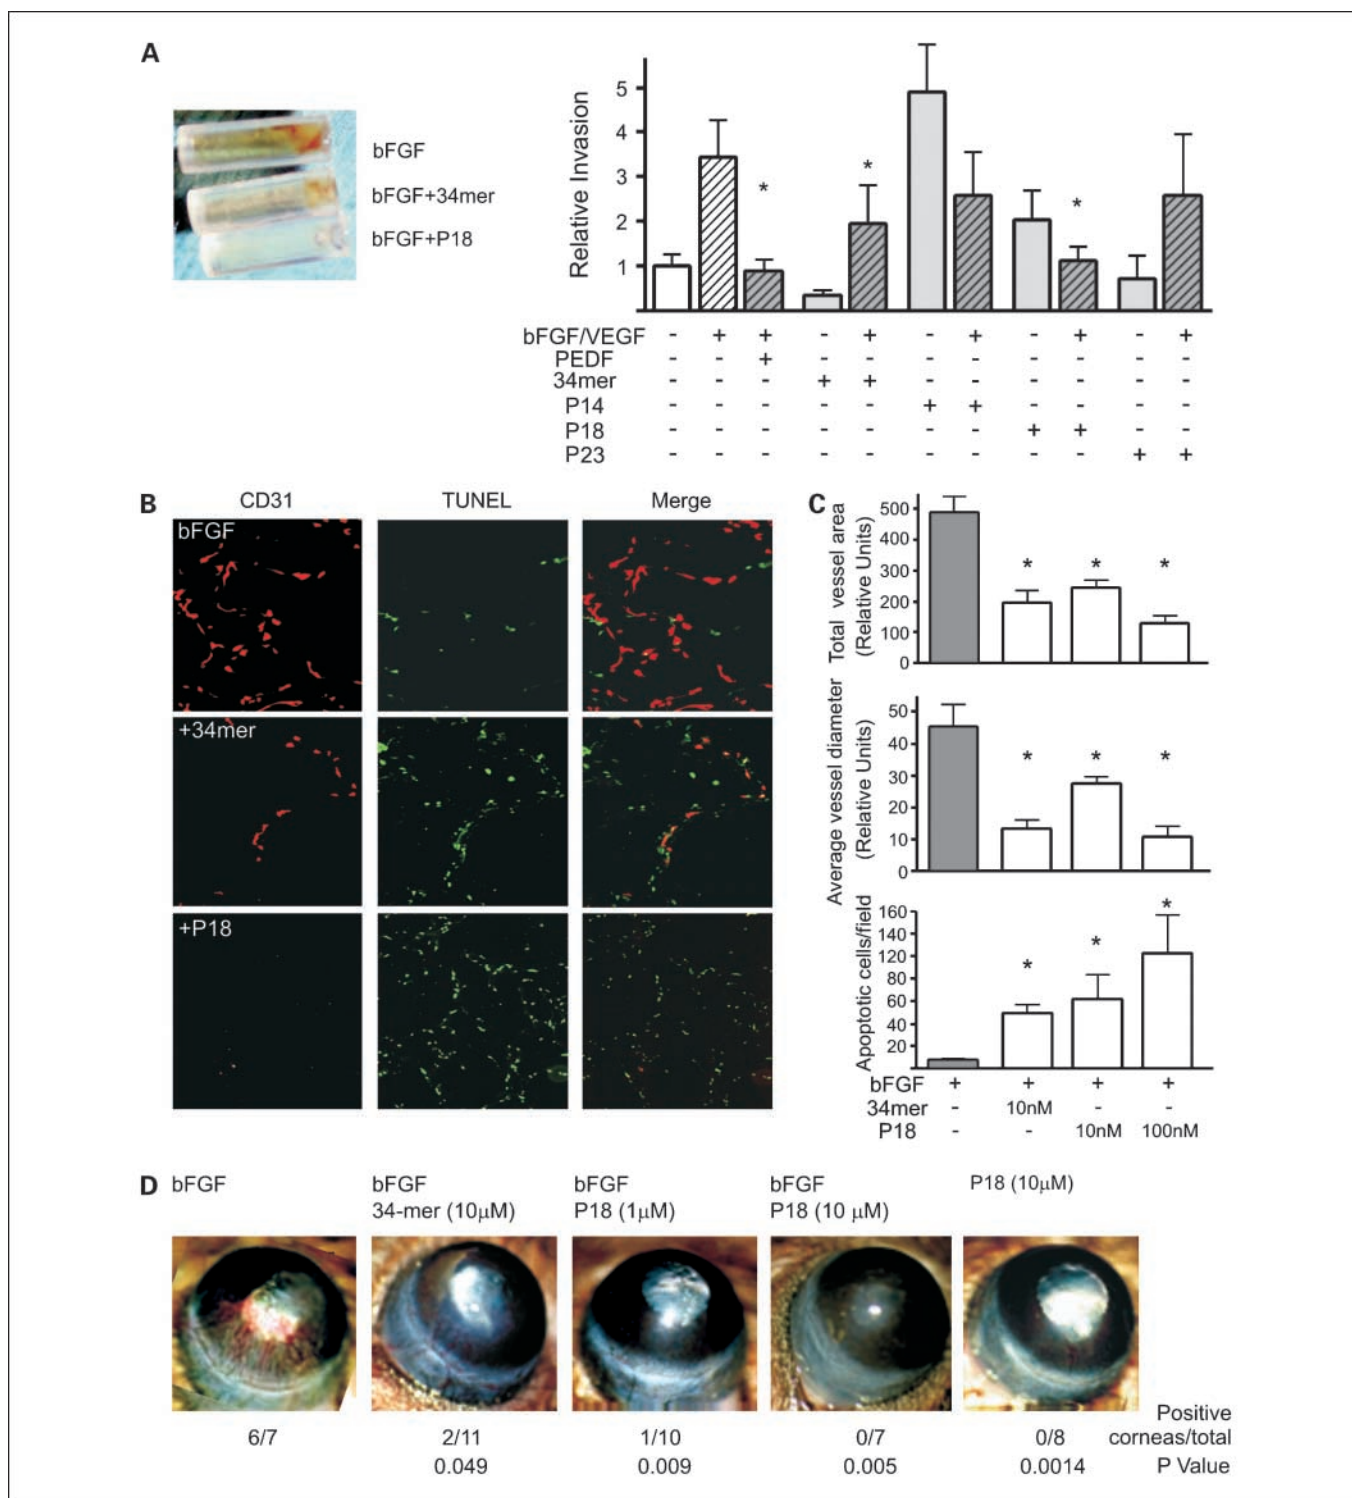 A
bFGF
bFGF+34mer
bFGF+P18
Relative Invasion
5
4
3
2
1
* * *
bFGF/VEGF - + + - + - + - + - +
PEDF - - + - - - - - - - -
34mer - - - + + - - - - - -
P14 - - - - - + + - - - -
P18 - - - - - - - + + - -
P23 - - - - - - - - - + +
B CD31 TUNEL Merge
bFGF
+34mer
+P18
C
Total vessel area
(Relative Units)
500
400
300
200
100
0
* * *
Average vessel diameter
(Relative Units)
50
40
30
20
10
0
* * *
Apoptotic cells/field
160
140
120
80
60
40
20
* * *
bFGF + + + +
34mer - 10nM - -
P18 - - 10nM 100nM
D bFGF
bFGF
34-mer (10μM)
bFGF
P18 (1μM)
bFGF
P18 (10 μM)
P18 (10μM)
6/7 2/11 1/10 0/7 0/8 Positive corneas/total
0.049 0.009 0.005 0.0014 P Value